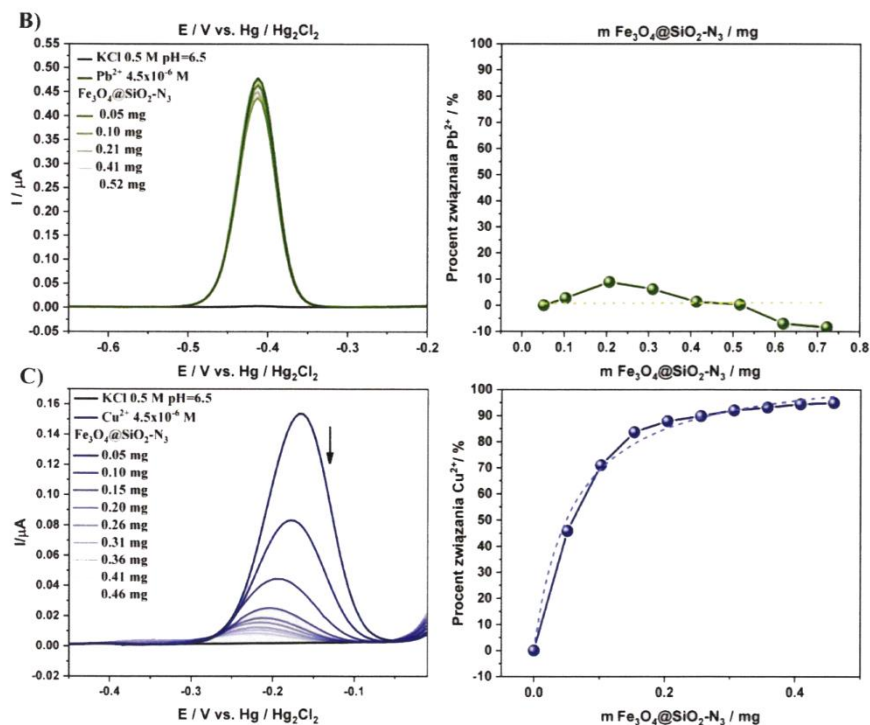 B)
E / V vs. Hg / Hg₂Cl₂
KCl 0.5 M pH=6.5
Pb²⁺ 4.5x10⁻⁶ M
Fe₃O₄@SiO₂-N₃
0.05 mg
0.10 mg
0.21 mg
0.41 mg
0.52 mg
I / µA
0.55
0.50
0.45
0.40
0.35
0.30
0.25
0.20
0.15
0.10
0.05
0.00
-0.05
-0.6
-0.5
-0.4
-0.3
-0.2
E / V vs. Hg / Hg₂Cl₂
m Fe₃O₄@SiO₂-N₃ / mg
Procent związnaia Pb²⁺ / %
100
90
80
70
60
50
40
30
20
10
0
-10
0.0
0.1
0.2
0.3
0.4
0.5
0.6
0.7
0.8
m Fe₃O₄@SiO₂-N₃ / mg
C)
KCl 0.5 M pH=6.5
Cu²⁺ 4.5x10⁻⁶ M
Fe₃O₄@SiO₂-N₃
0.05 mg
0.10 mg
0.15 mg
0.20 mg
0.26 mg
0.31 mg
0.36 mg
0.41 mg
0.46 mg
I/µA
0.16
0.14
0.12
0.10
0.08
0.06
0.04
0.02
0.00
-0.02
-0.4
-0.3
-0.2
-0.1
E / V vs. Hg / Hg₂Cl₂
Procent związania Cu²⁺/ %
100
90
80
70
60
50
40
30
20
10
0
-10
0.0
0.2
0.4
m Fe₃O₄@SiO₂-N₃ / mg